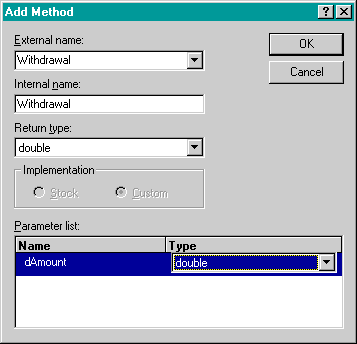 Add Method
External name:
Withdrawal
OK
Cancel
Internal name:
Withdrawal
Return type:
double
Implementation
Stock
Custom
Parameter list:
Name Type
dAmount double